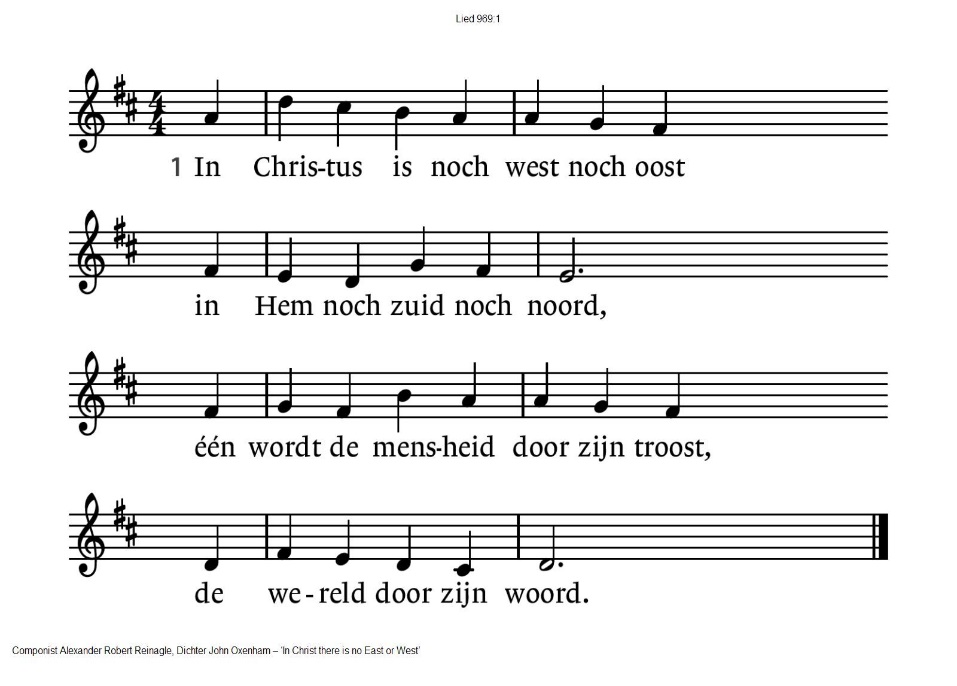 Lied 969:1
1 In Chris-tus is noch west noch oost
in Hem noch zuid noch noord,
één wordt de mens-heid door zijn troost,
de we-reld door zijn woord.
Componist Alexander Robert Reinagle, Dichter John Oxenham – 'In Christ there is no East or West'